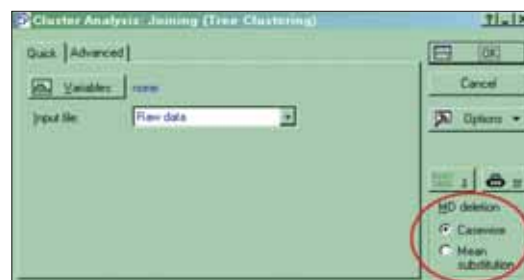 Cluster Analysis: Joining (Tree Clustering)
Quick Advanced
Variables none
Input file: Raw data
OK
Cancel
Options
MD deletion
Casewise
Mean
substitution